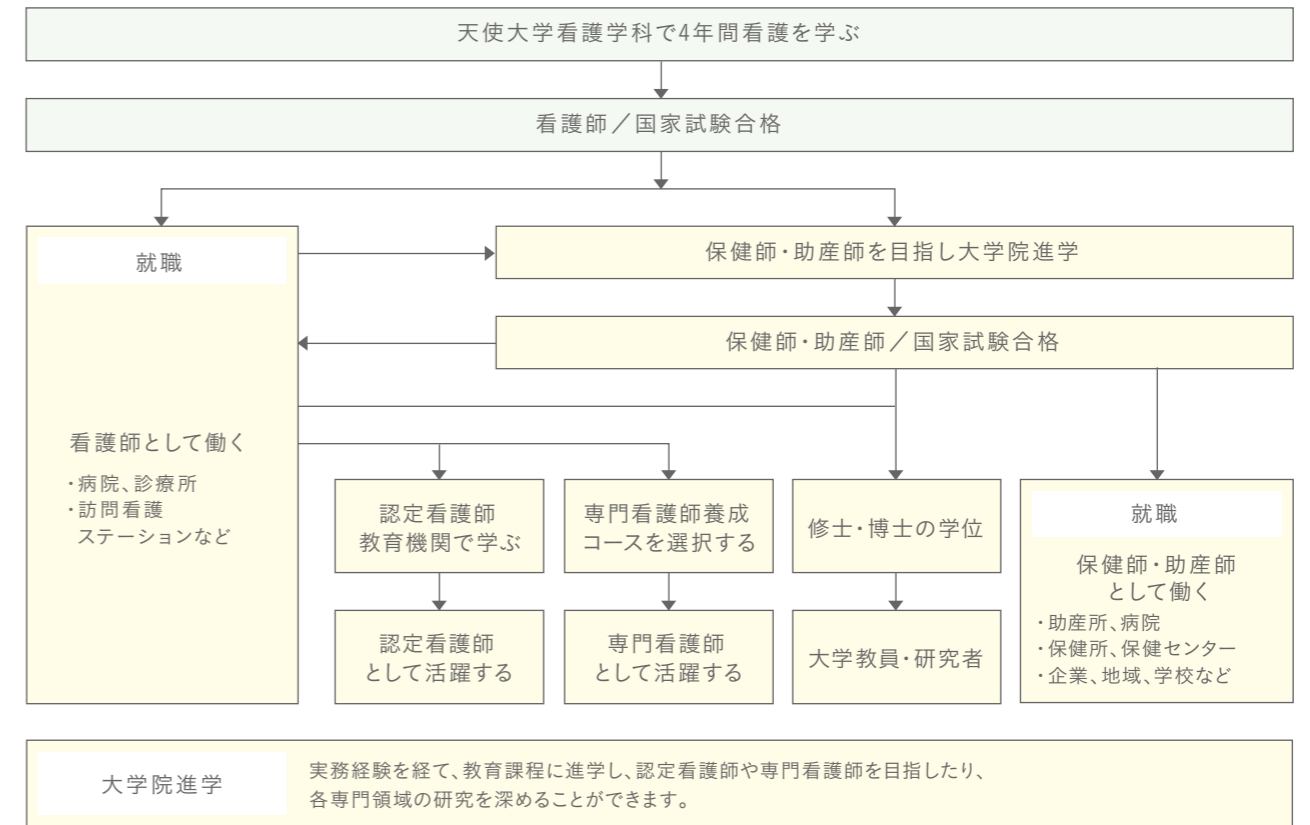 天使大学看護学科で4年間看護を学ぶ
看護師／国家試験合格
就職
保健師・助産師を目指し大学院進学
保健師・助産師／国家試験合格
看護師として働く
・病院、診療所
・訪問看護
ステーションなど
認定看護師
教育機関で学ぶ
専門看護師養成
コースを選択する
修士・博士の学位
就職
保健師・助産師
として働く
・助産所、病院
・保健所、保健センター
・企業、地域、学校など
認定看護師
として活躍する
専門看護師
として活躍する
大学教員・研究者
大学院進学
実務経験を経て、教育課程に進学し、認定看護師や専門看護師を目指したり、
各専門領域の研究を深めることができます。